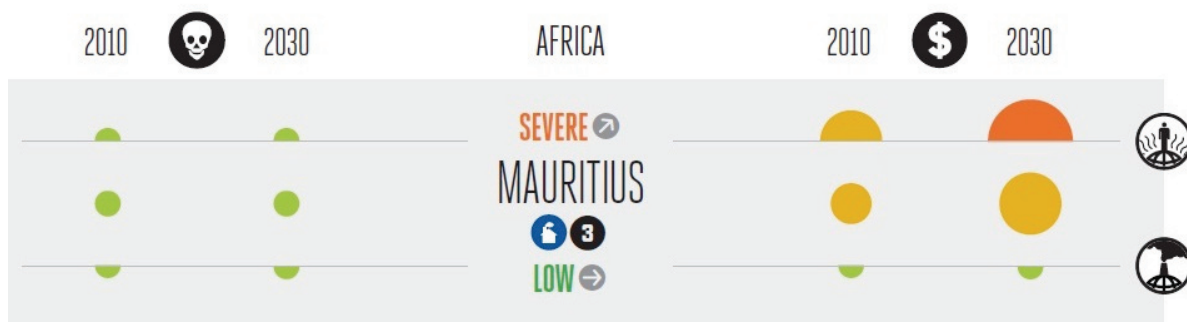 2010 2030 AFRICA 2010 $ 2030
SEVERE
MAURITIUS
3
LOW